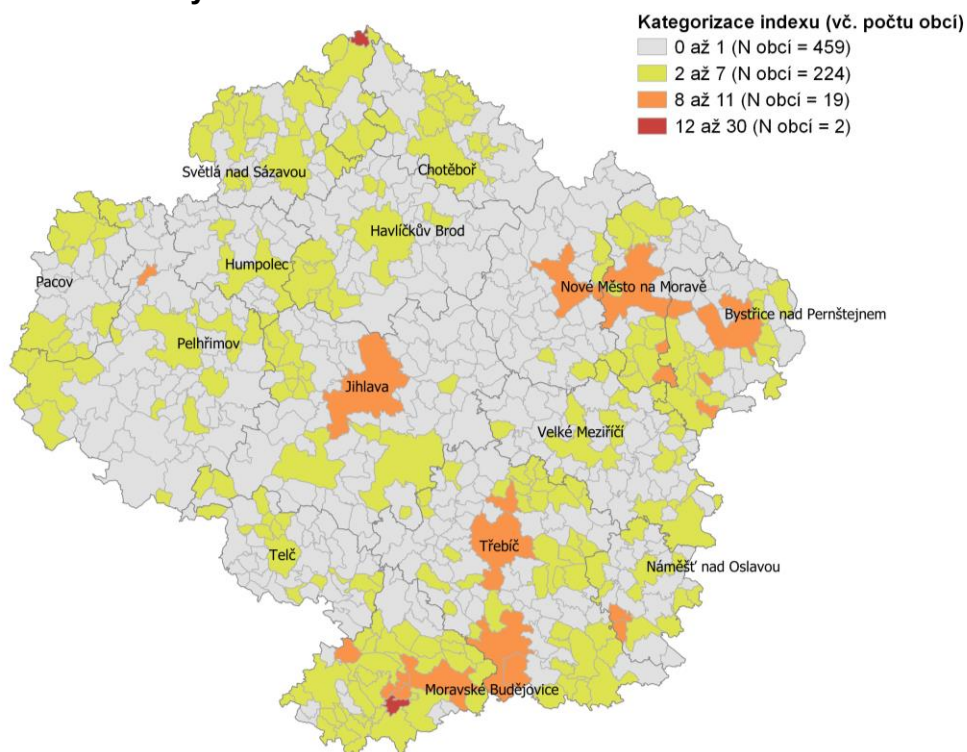 Kategorizace indexu (vč. počtu obcí)
0 až 1 (N obcí = 459)
2 až 7 (N obcí = 224)
8 až 11 (N obcí = 19)
12 až 30 (N obcí = 2)
Chotěboř
Světlá nad Sázavou
Havlíčkův Brod
Humpolec
Pacov
Nové Město na Moravě
Bystřice nad Pernštejnem
Pelhřimov
Jihlava
Velké Meziříčí
Třebíč
Telč
Náměšť nad Oslavou
Moravské Budějovice